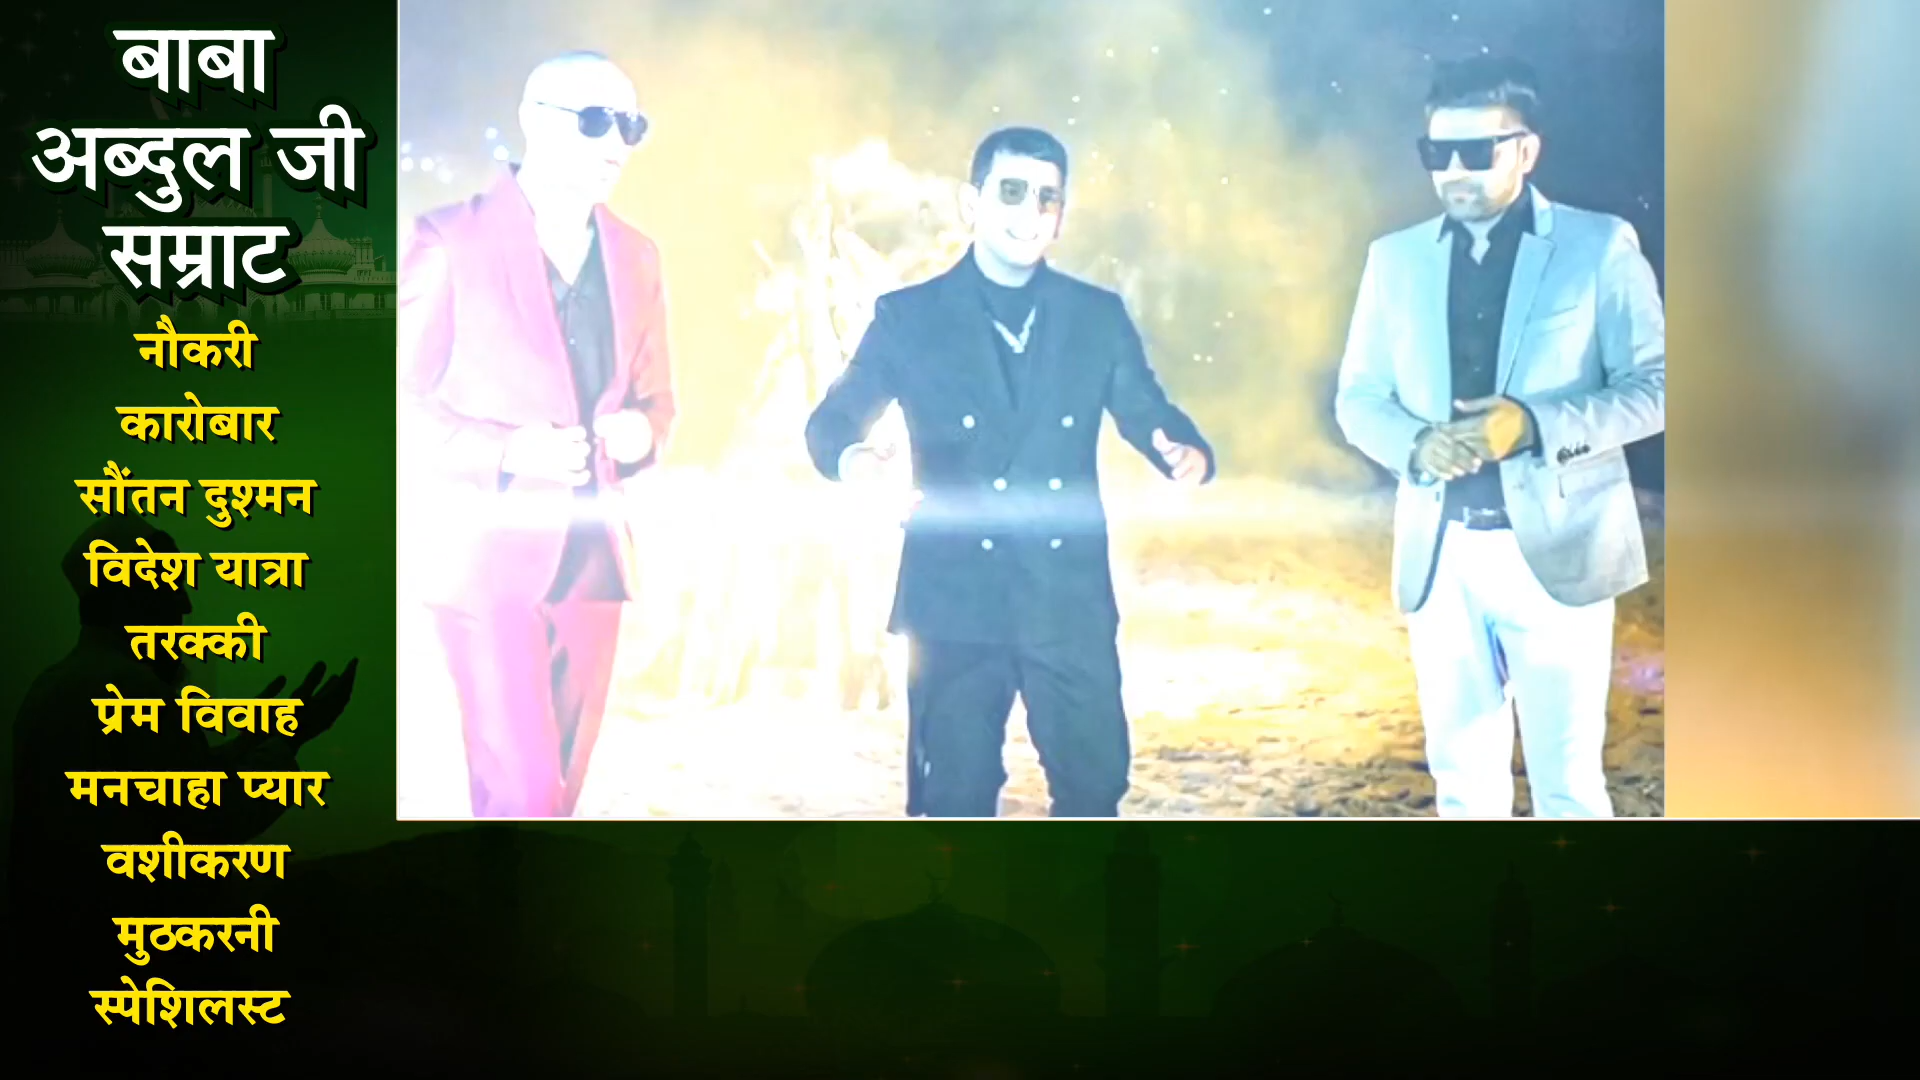 बाबा
अब्दुल जी
सम्राट
नौकरी
कारोबार
सौंतन दुश्मन
विदेश यात्रा
तरक्की
प्रेम विवाह
मनचाहा प्यार
वशीकरण
मुठकरनी
स्पेशिलस्ट